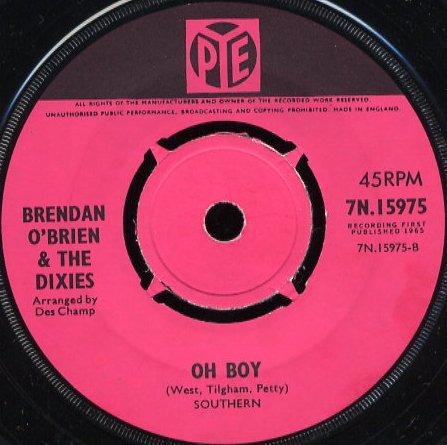 PYE
ALL RIGHTS OF THE MANUFACTURERS AND OWNER OF THE RECORDED WORK RESERVED.
UNAUTHORISED PUBLIC PERFORMANCE, BROADCASTING AND COPYING PROHIBITED. MADE IN ENGLAND.
BRENDAN
O'BRIEN
& THE
DIXIES
Arranged by
Des Champ
45RPM
7N.15975
RECORDING FIRST
PUBLISHED 1965
7N.15975-B
OH BOY
(West, Tilgham, Petty)
SOUTHERN